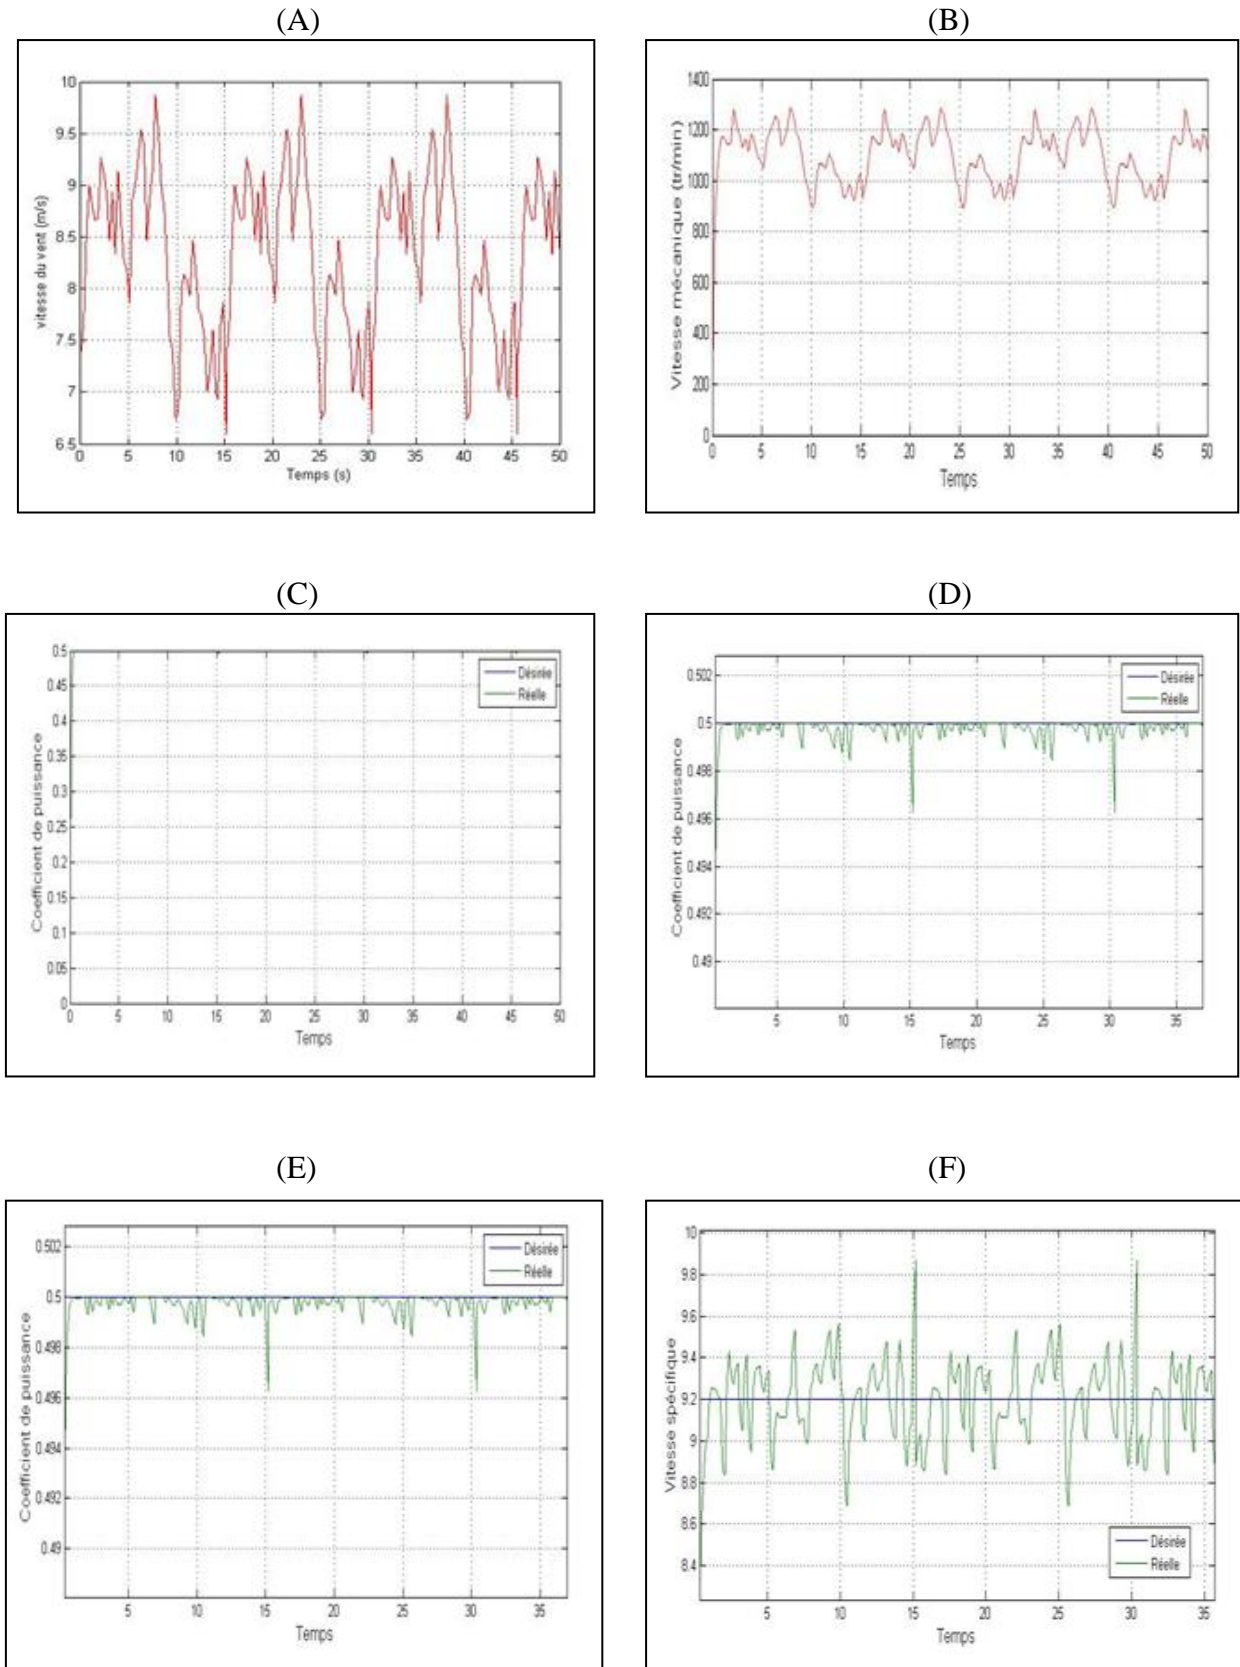 (A)
(B)
10
9.5
9
8.5
8
7.5
7
6.5
vitesse du vent (m/s)
0 5 10 15 20 25 30 35 40 45 50
Temps (s)
1400
1200
1000
800
600
400
200
0
Vitesse mécanique (tr/min)
0 5 10 15 20 25 30 35 40 45 50
Temps
(C)
(D)
0.5
0.45
0.4
0.35
0.3
0.25
0.2
0.15
0.1
0.05
0
Coefficient de puissance
Désirée
Réelle
0 5 10 15 20 25 30 35 40 45 50
Temps
0.502
0.5
0.498
0.496
0.494
0.492
0.49
Coefficient de puissance
Désirée
Réelle
5 10 15 20 25 30 35
Temps
(E)
(F)
0.502
0.5
0.498
0.496
0.494
0.492
0.49
Coefficient de puissance
Désirée
Réelle
5 10 15 20 25 30 35
Temps
10
9.8
9.6
9.4
9.2
9
8.8
8.6
8.4
Vitesse spécifique
Désirée
Réelle
5 10 15 20 25 30 35
Temps